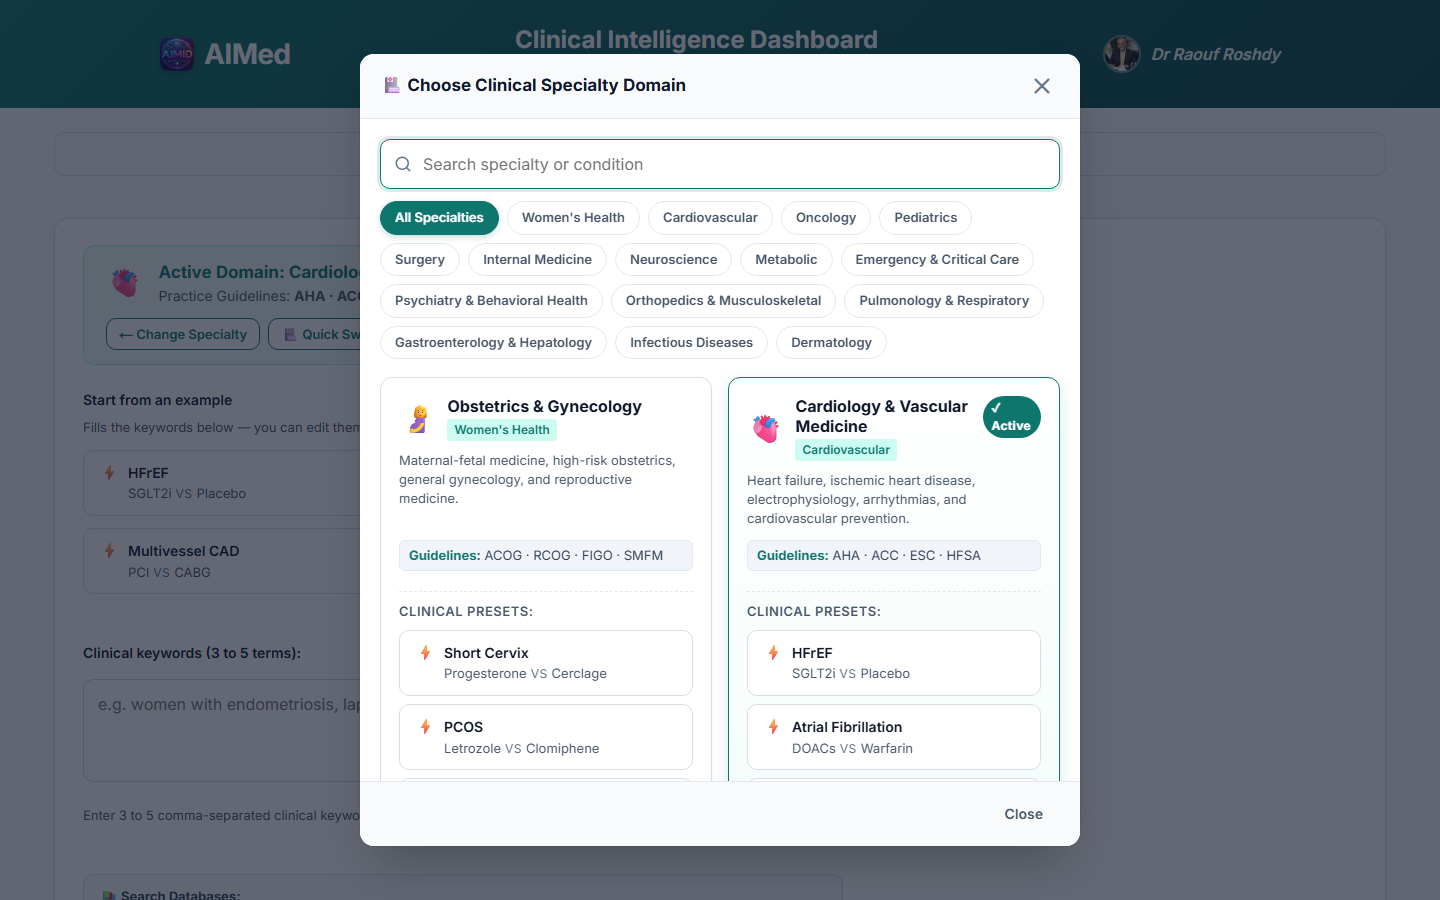 AIMed
Clinical Intelligence Dashboard
Dr Raouf Roshdy
Choose Clinical Specialty Domain
Search specialty or condition
All Specialties
Women's Health
Cardiovascular
Oncology
Pediatrics
Surgery
Internal Medicine
Neuroscience
Metabolic
Emergency & Critical Care
Psychiatry & Behavioral Health
Orthopedics & Musculoskeletal
Pulmonology & Respiratory
Gastroenterology & Hepatology
Infectious Diseases
Dermatology
Active Domain: Cardiolo
Practice Guidelines: AHA · ACC
← Change Specialty
Quick Sw
Start from an example
Fills the keywords below — you can edit them
HFrEF
SGLT2i VS Placebo
Multivessel CAD
PCI VS CABG
Clinical keywords (3 to 5 terms):
e.g. women with endometriosis, lap
Enter 3 to 5 comma-separated clinical keywo
Search Databases:
Obstetrics & Gynecology
Women's Health
Maternal-fetal medicine, high-risk obstetrics,
general gynecology, and reproductive
medicine.
Guidelines: ACOG · RCOG · FIGO · SMFM
CLINICAL PRESETS:
Short Cervix
Progesterone VS Cerclage
PCOS
Letrozole VS Clomiphene
Cardiology & Vascular
Medicine
✓
Active
Cardiovascular
Heart failure, ischemic heart disease,
electrophysiology, arrhythmias, and
cardiovascular prevention.
Guidelines: AHA · ACC · ESC · HFSA
CLINICAL PRESETS:
HFrEF
SGLT2i VS Placebo
Atrial Fibrillation
DOACs VS Warfarin
Close